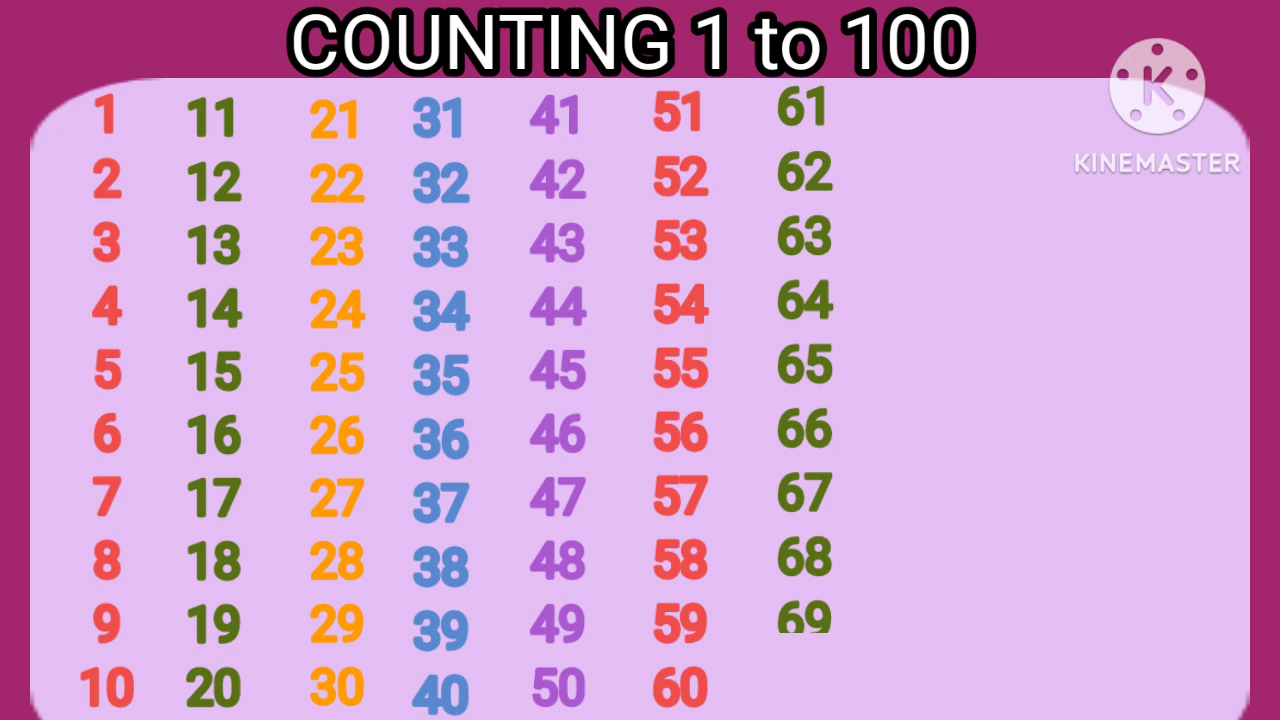 COUNTING 1 to 100
K
KINEMASTER
1 11 21 31 41 51 61
2 12 22 32 42 52 62
3 13 23 33 43 53 63
4 14 24 34 44 54 64
5 15 25 35 45 55 65
6 16 26 36 46 56 66
7 17 27 37 47 57 67
8 18 28 38 48 58 68
9 19 29 39 49 59 69
10 20 30 40 50 60